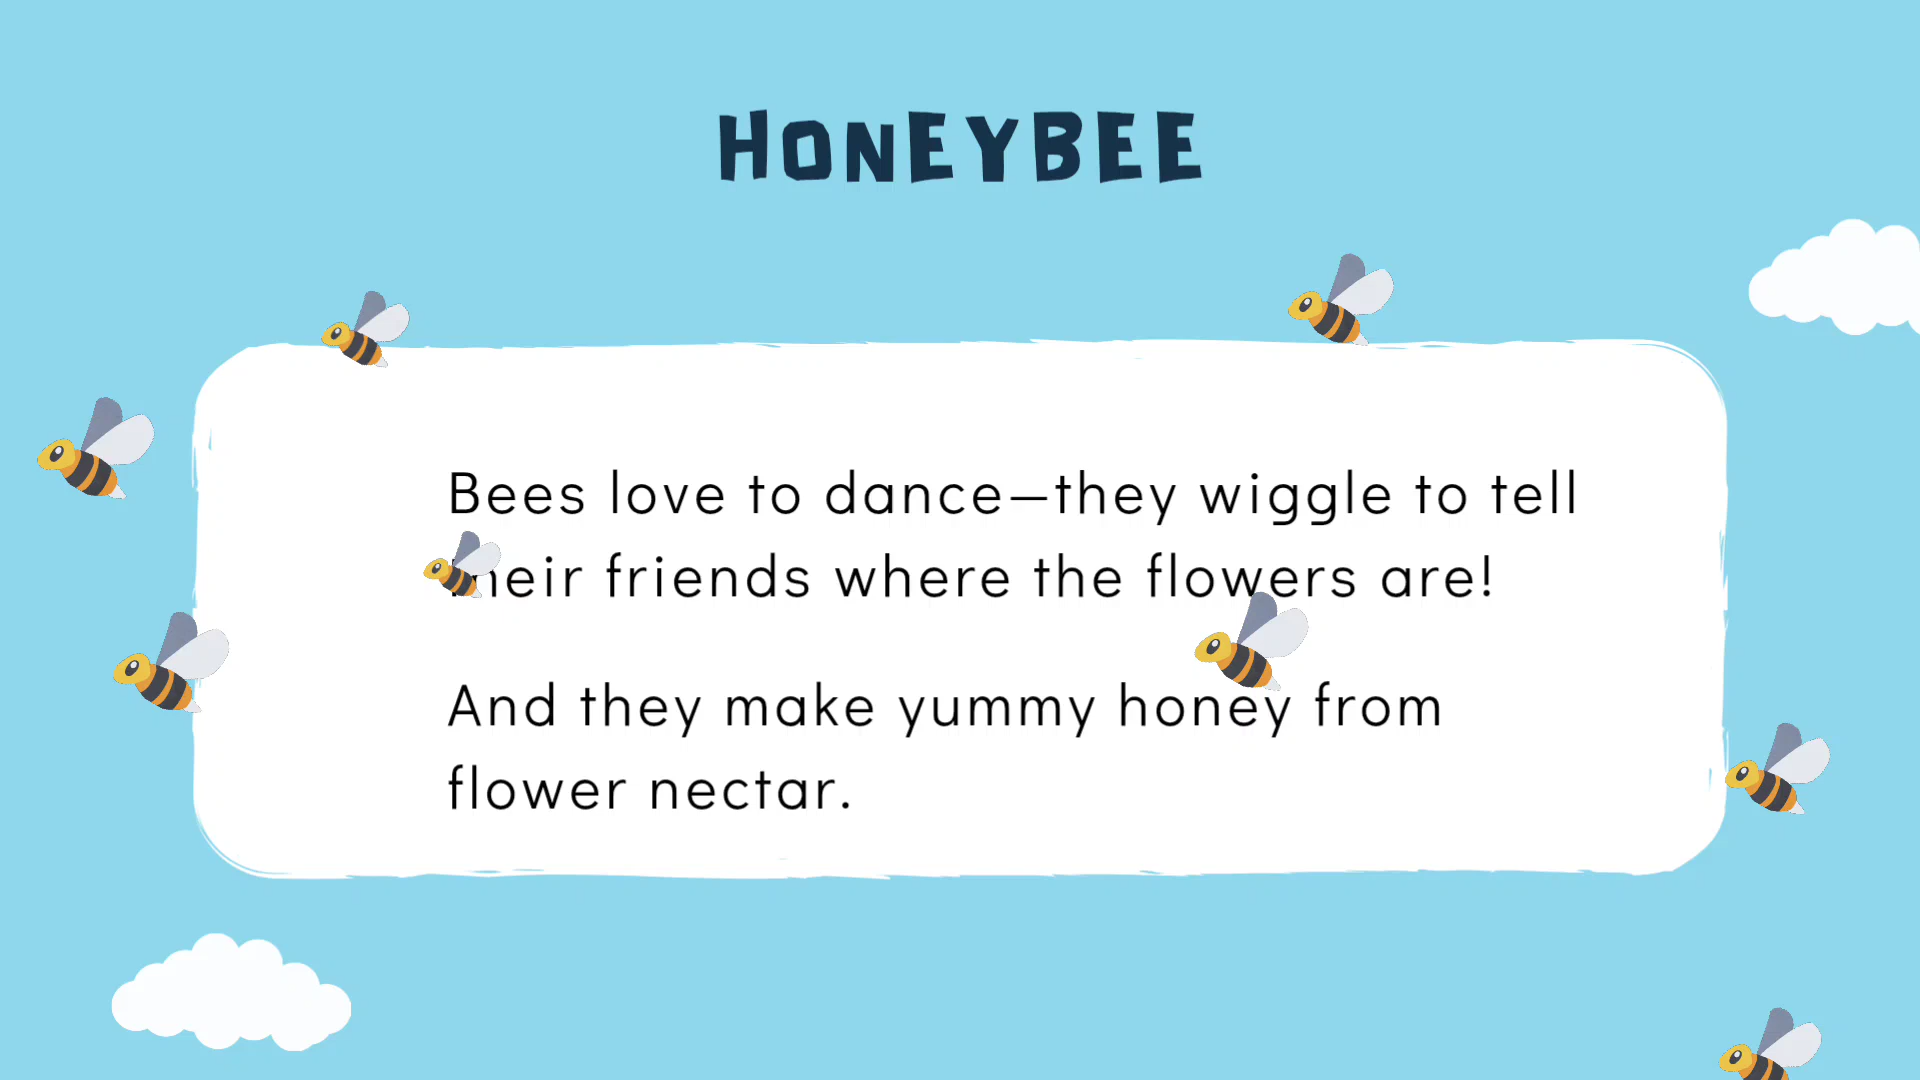 HONEYBEE
Bees love to dance—they wiggle to tell
their friends where the flowers are!
And they make yummy honey from
flower nectar.